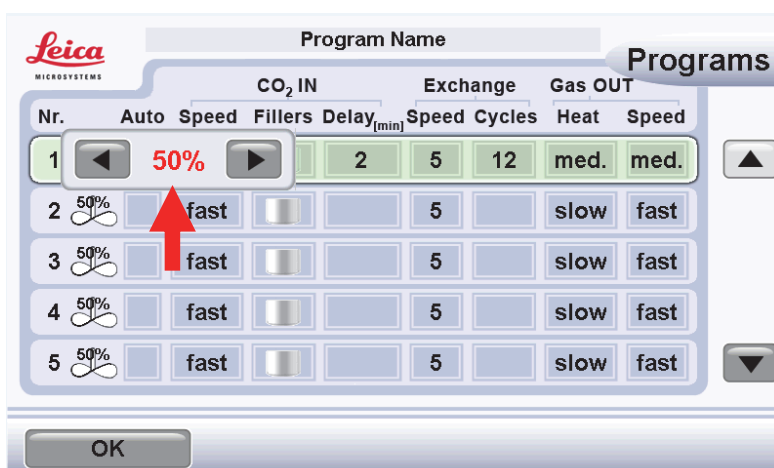 Leica
MICROSYSTEMS
Program Name
Programs
CO2 IN Exchange Gas OUT
Nr. Auto Speed Fillers Delay[min] Speed Cycles Heat Speed
1 50% 2 5 12 med. med.
2 50% fast 5 slow fast
3 50% fast 5 slow fast
4 50% fast 5 slow fast
5 50% fast 5 slow fast
OK